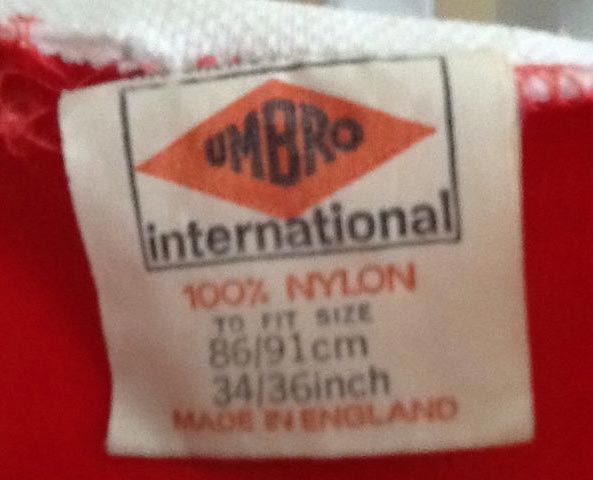 UMBRO
international
100% NYLON
TO FIT SIZE
86/91cm
34/36inch
MADE IN ENGLAND